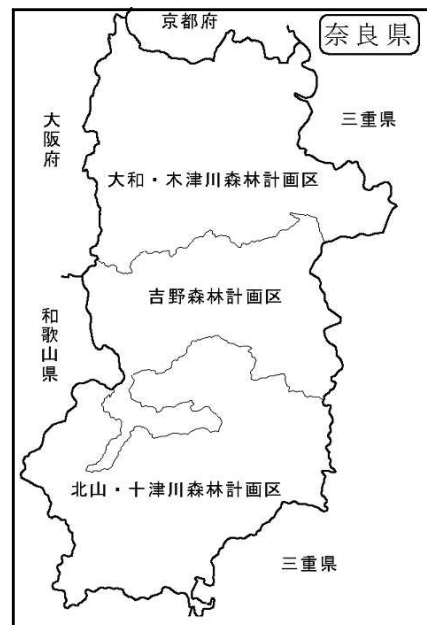 京都府
奈良県
大阪府
三重県
大和・木津川森林計画区
吉野森林計画区
和歌山県
北山・十津川森林計画区
三重県